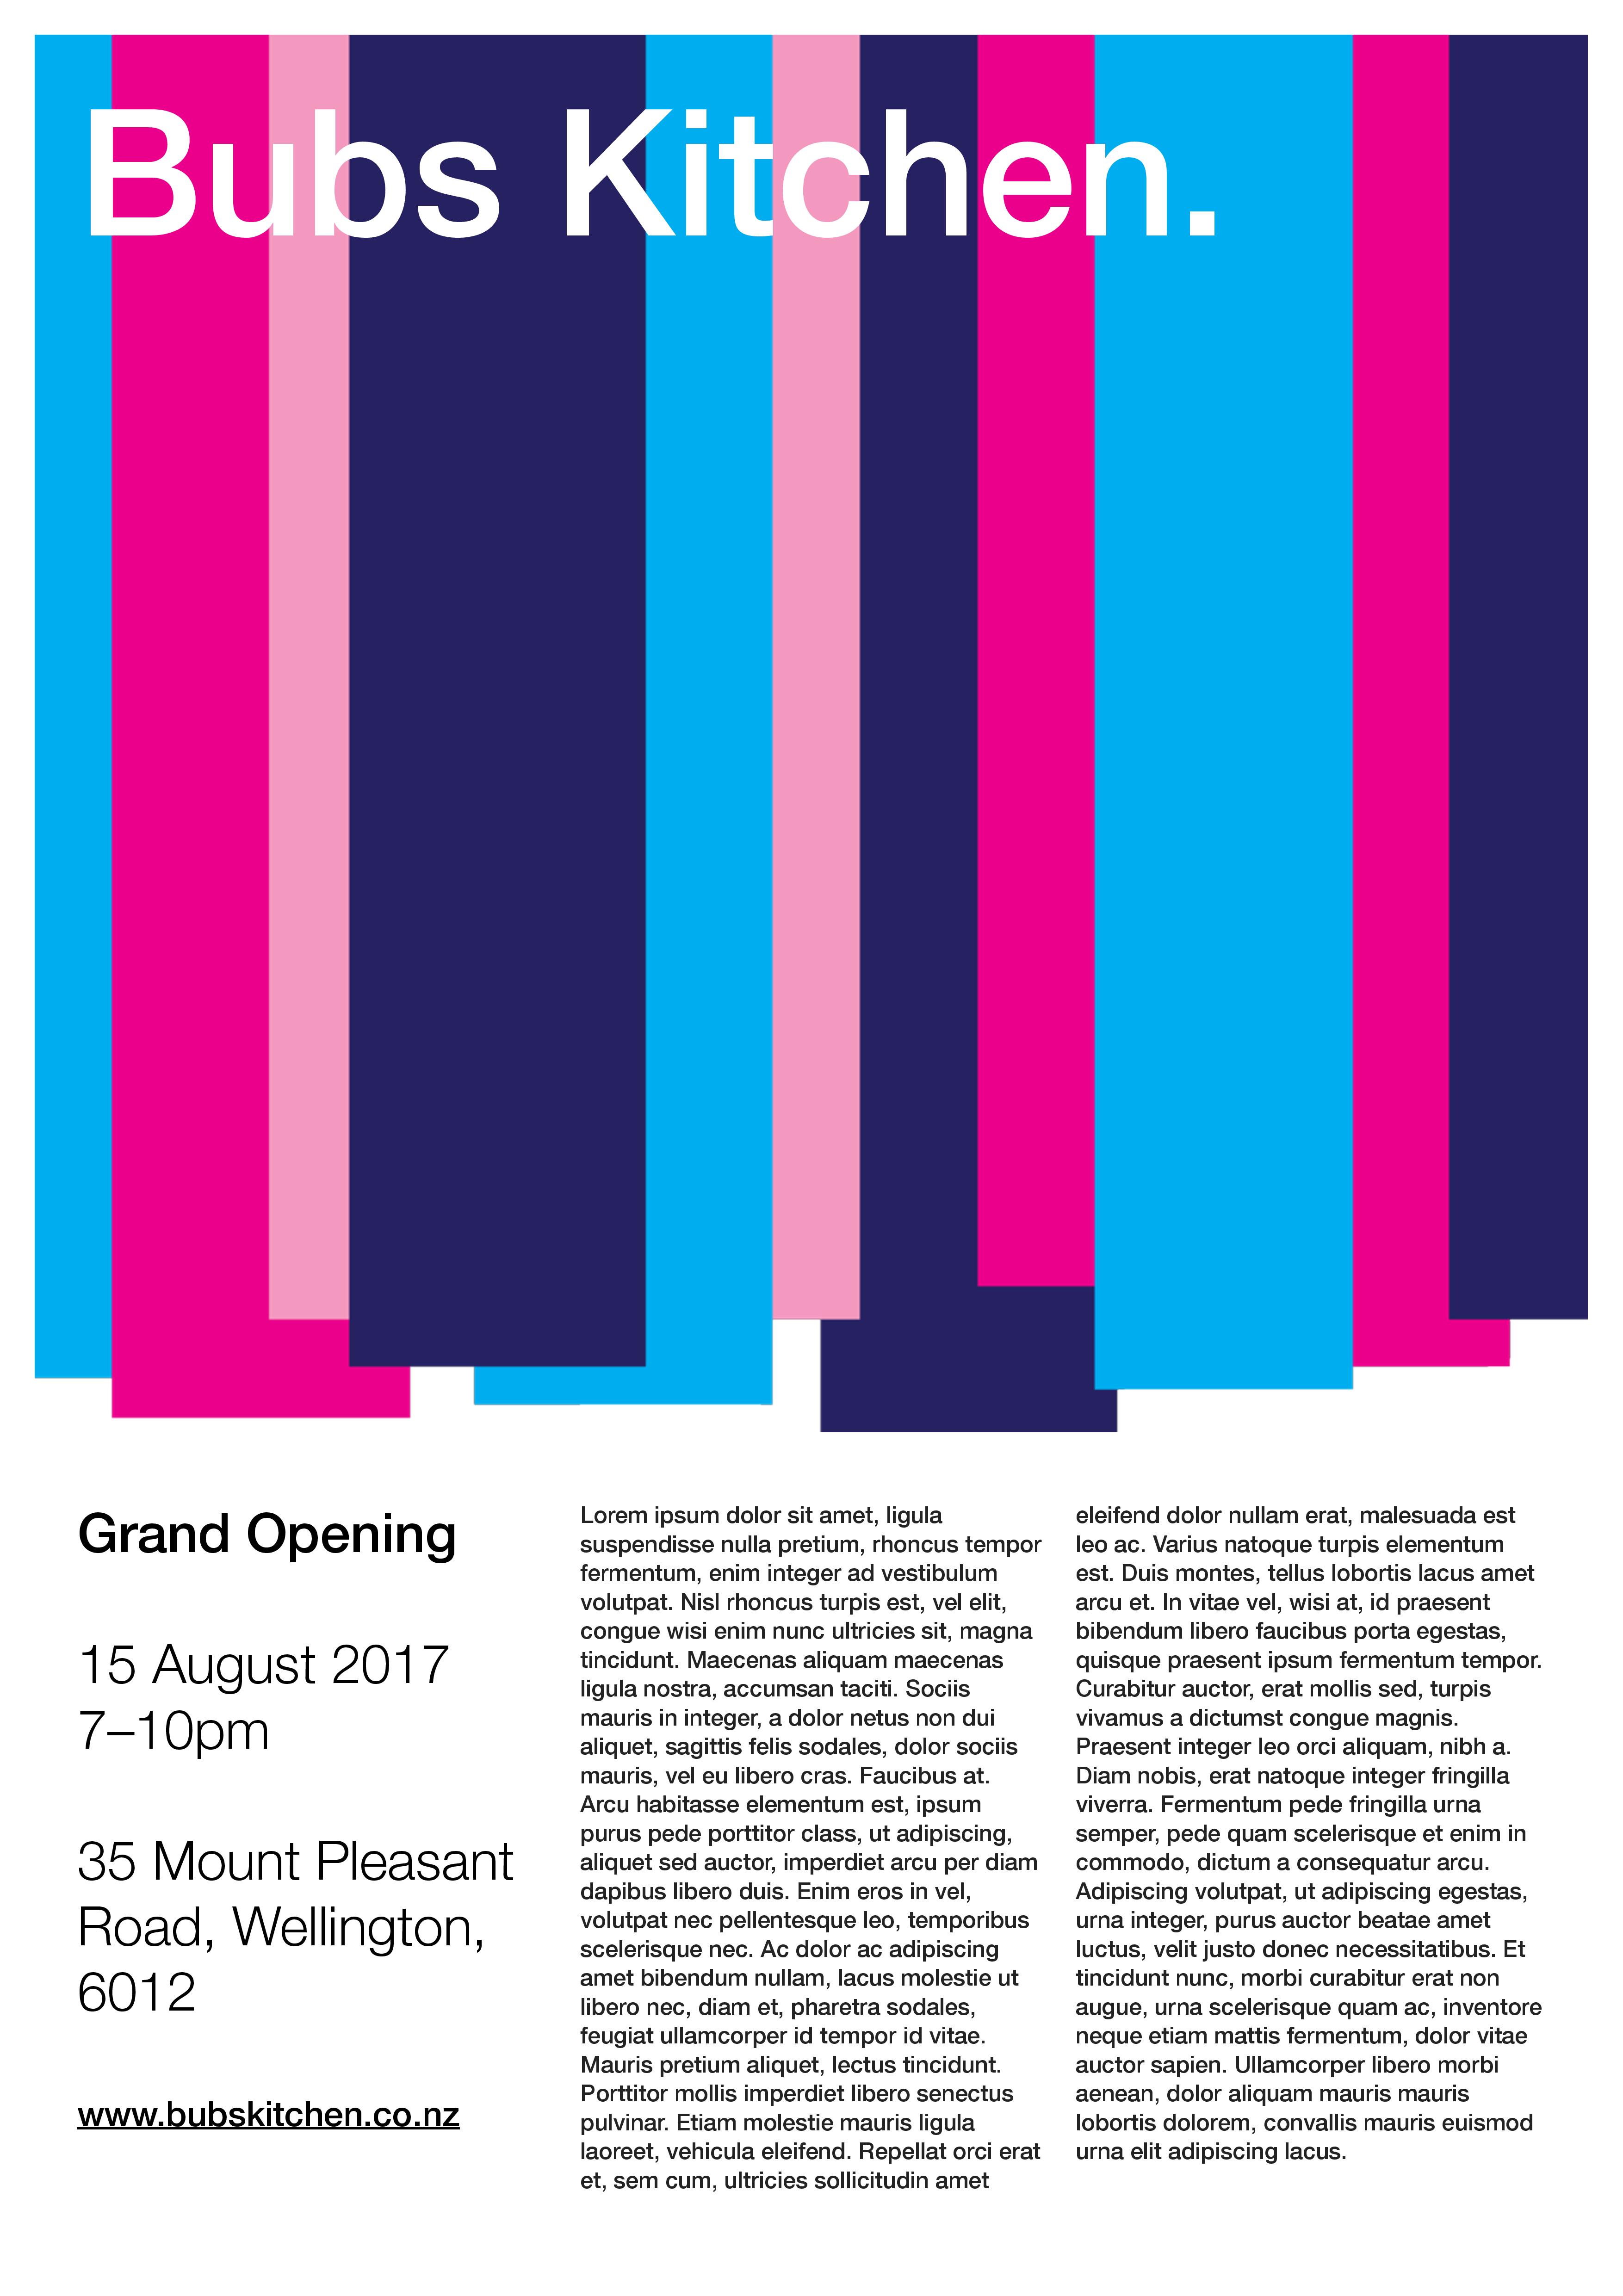 Bubs Kitchen.
Grand Opening
15 August 2017
7–10pm
35 Mount Pleasant
Road, Wellington,
6012
www.bubskitchen.co.nz
Lorem ipsum dolor sit amet, ligula
suspendisse nulla pretium, rhoncus tempor
fermentum, enim integer ad vestibulum
volutpat. Nisl rhoncus turpis est, vel elit,
congue wisi enim nunc ultricies sit, magna
tincidunt. Maecenas aliquam maecenas
ligula nostra, accumsan taciti. Sociis
mauris in integer, a dolor netus non dui
aliquet, sagittis felis sodales, dolor sociis
mauris, vel eu libero cras. Faucibus at.
Arcu habitasse elementum est, ipsum
purus pede porttitor class, ut adipiscing,
aliquet sed auctor, imperdiet arcu per diam
dapibus libero duis. Enim eros in vel,
volutpat nec pellentesque leo, temporibus
scelerisque nec. Ac dolor ac adipiscing
amet bibendum nullam, lacus molestie ut
libero nec, diam et, pharetra sodales,
feugiat ullamcorper id tempor id vitae.
Mauris pretium aliquet, lectus tincidunt.
Porttitor mollis imperdiet libero senectus
pulvinar. Etiam molestie mauris ligula
laoreet, vehicula eleifend. Repellat orci erat
et, sem cum, ultricies sollicitudin amet
eleifend dolor nullam erat, malesuada est
leo ac. Varius natoque turpis elementum
est. Duis montes, tellus lobortis lacus amet
arcu et. In vitae vel, wisi at, id praesent
bibendum libero faucibus porta egestas,
quisque praesent ipsum fermentum tempor.
Curabitur auctor, erat mollis sed, turpis
vivamus a dictumst congue magnis.
Praesent integer leo orci aliquam, nibh a.
Diam nobis, erat natoque integer fringilla
viverra. Fermentum pede fringilla urna
semper, pede quam scelerisque et enim in
commodo, dictum a consequatur arcu.
Adipiscing volutpat, ut adipiscing egestas,
urna integer, purus auctor beatae amet
luctus, velit justo donec necessitatibus. Et
tincidunt nunc, morbi curabitur erat non
augue, urna scelerisque quam ac, inventore
neque etiam mattis fermentum, dolor vitae
auctor sapien. Ullamcorper libero morbi
aenean, dolor aliquam mauris mauris
lobortis dolorem, convallis mauris euismod
urna elit adipiscing lacus.